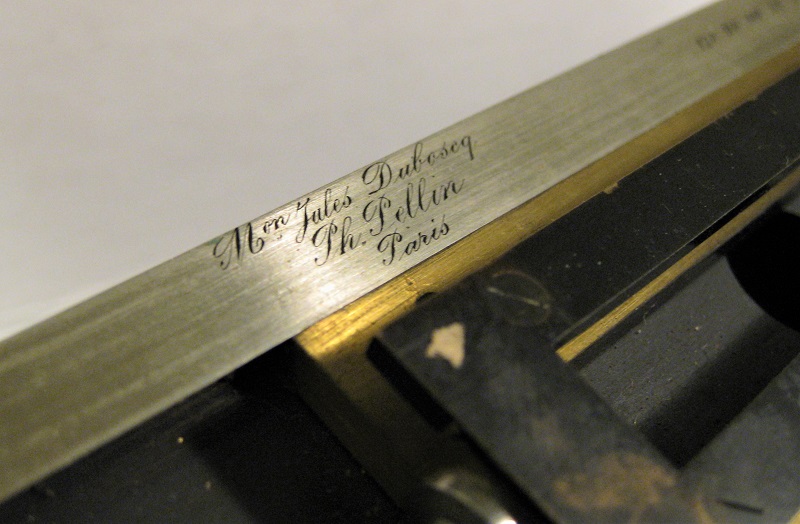 Mon Jules Duboscq
Ph. Pellin
Paris